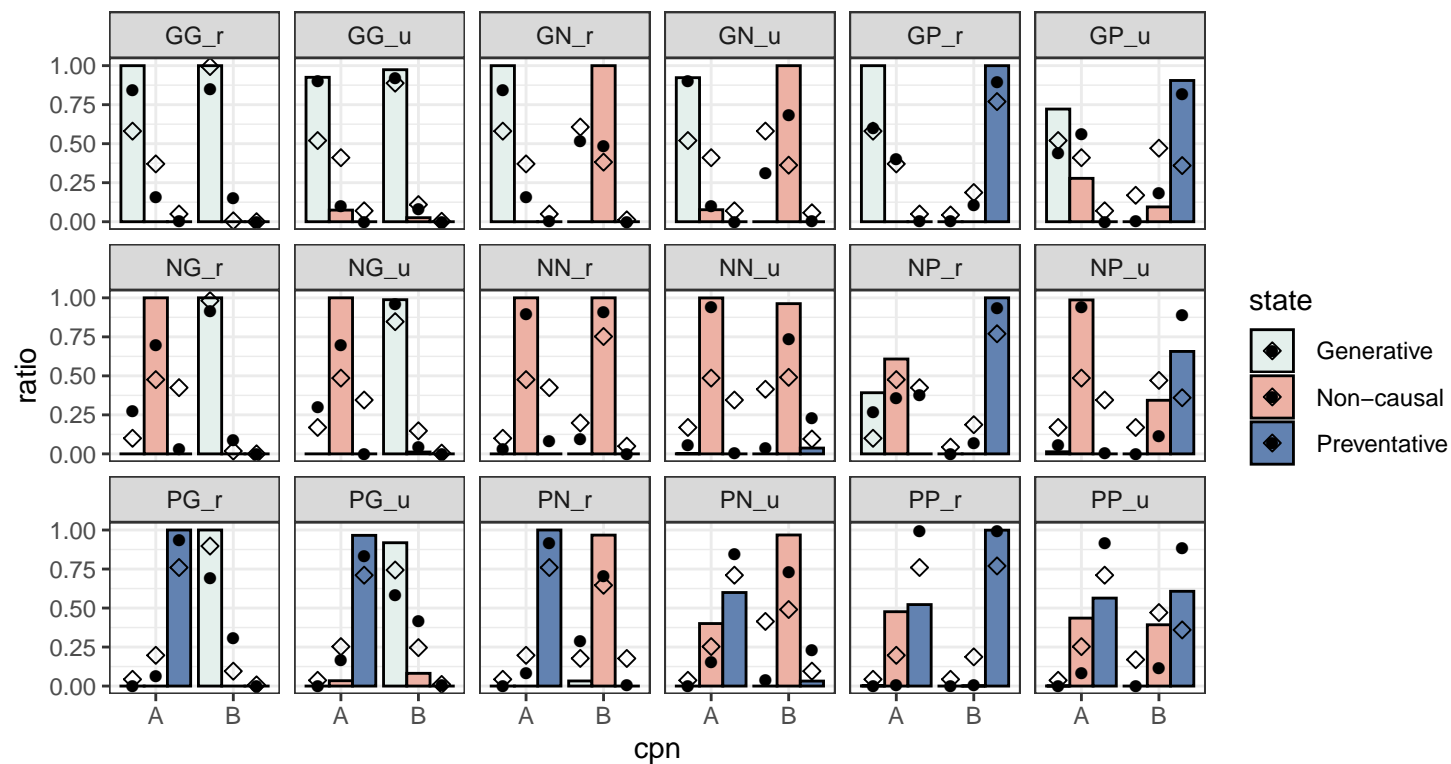 GG_r GG_u GN_r GN_u GP_r GP_u
1.00
0.75
0.50
0.25
0.00
NG_r NG_u NN_r NN_u NP_r NP_u
1.00
0.75
0.50
0.25
0.00
PG_r PG_u PN_r PN_u PP_r PP_u
1.00
0.75
0.50
0.25
0.00
A B A B A B A B A B A B
cpn
ratio
state
Generative
Non−causal
Preventative